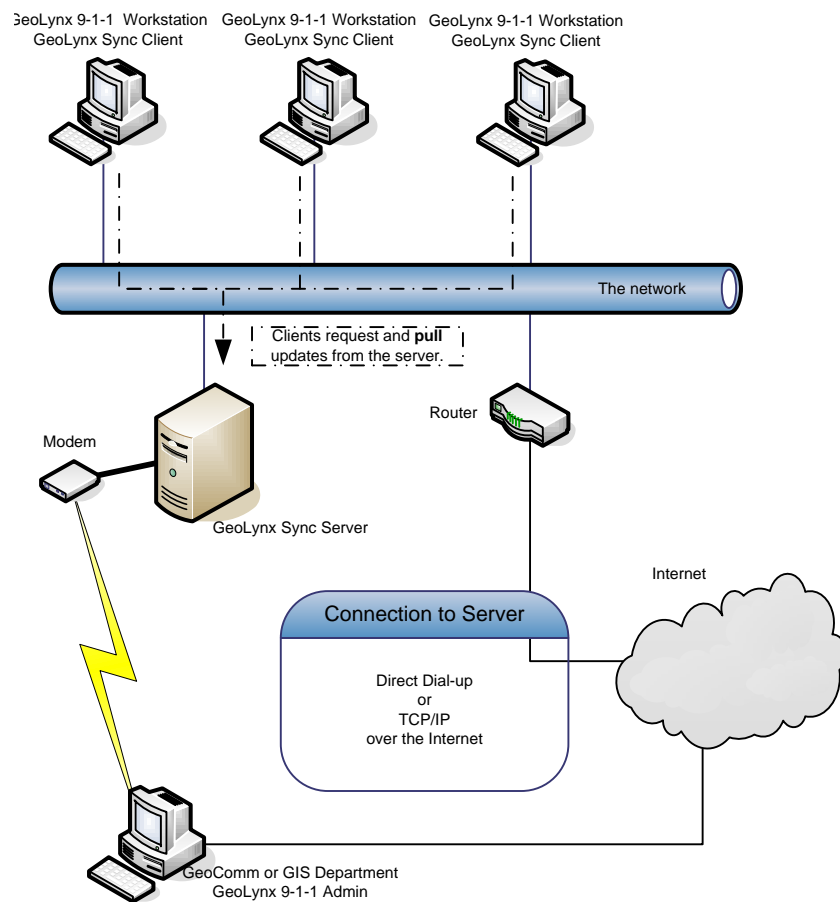 GeoLynx 9-1-1 Workstation
GeoLynx Sync Client
GeoLynx 9-1-1 Workstation
GeoLynx Sync Client
GeoLynx 9-1-1 Workstation
GeoLynx Sync Client
The network
Clients request and pull
updates from the server.
Router
Modem
GeoLynx Sync Server
Internet
Connection to Server
Direct Dial-up
or
TCP/IP
over the Internet
GeoComm or GIS Department
GeoLynx 9-1-1 Admin